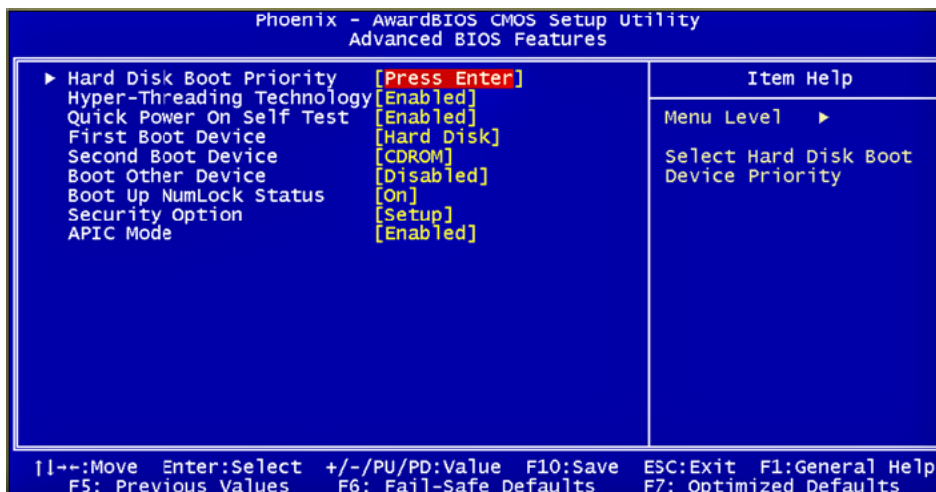 Phoenix - AwardBIOS CMOS Setup Utility
Advanced BIOS Features
▶ Hard Disk Boot Priority [Press Enter]
Hyper-Threading Technology[Enabled]
Quick Power On Self Test [Enabled]
First Boot Device [Hard Disk]
Second Boot Device [CDROM]
Boot Other Device [Disabled]
Boot Up NumLock Status [On]
Security Option [Setup]
APIC Mode [Enabled]
Item Help
Menu Level ▶
Select Hard Disk Boot
Device Priority
↑↓→←:Move Enter:Select +/-/PU/PD:Value F10:Save ESC:Exit F1:General Help
F5: Previous Values F6: Fail-Safe Defaults F7: Optimized Defaults